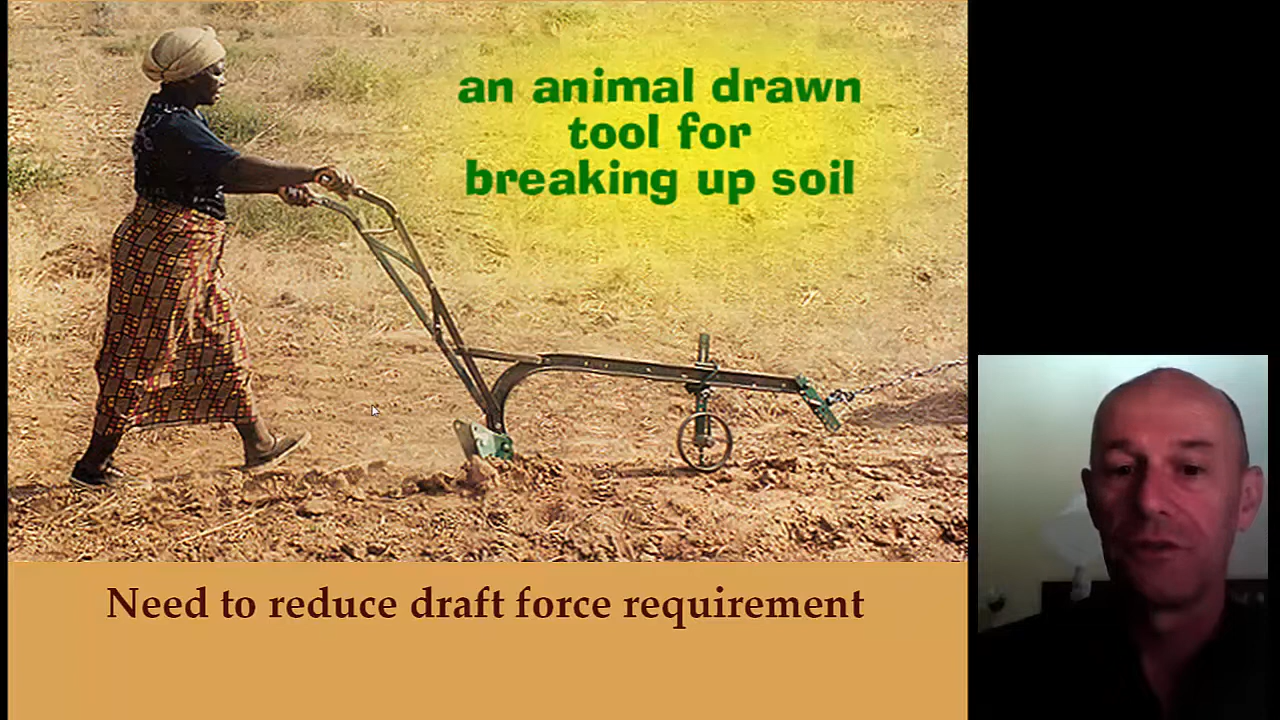 an animal drawn
tool for
breaking up soil
Need to reduce draft force requirement